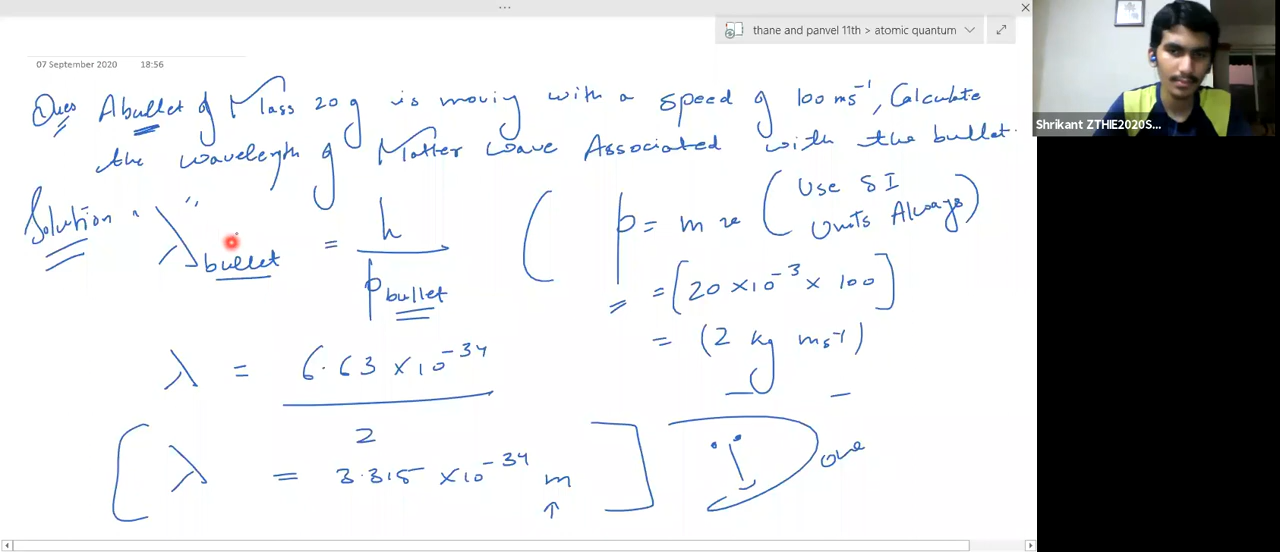 thane and panvel 11th > atomic quantum
07 September 2020 18:56
Ques A bullet of Mass 20 g is moving with a speed of 100 ms⁻¹, Calculate
the wavelength of Matter wave Associated with the bullet.
Solution :- λ bullet = h / p bullet ( p = m v (Use SI Units Always)
= [20 × 10⁻³ × 100]
= (2 kg ms⁻¹)
λ = 6.63 × 10⁻³⁴ / 2
[ λ = 3.315 × 10⁻³⁴ m ] Done
Shrikant ZTHIE2020S...